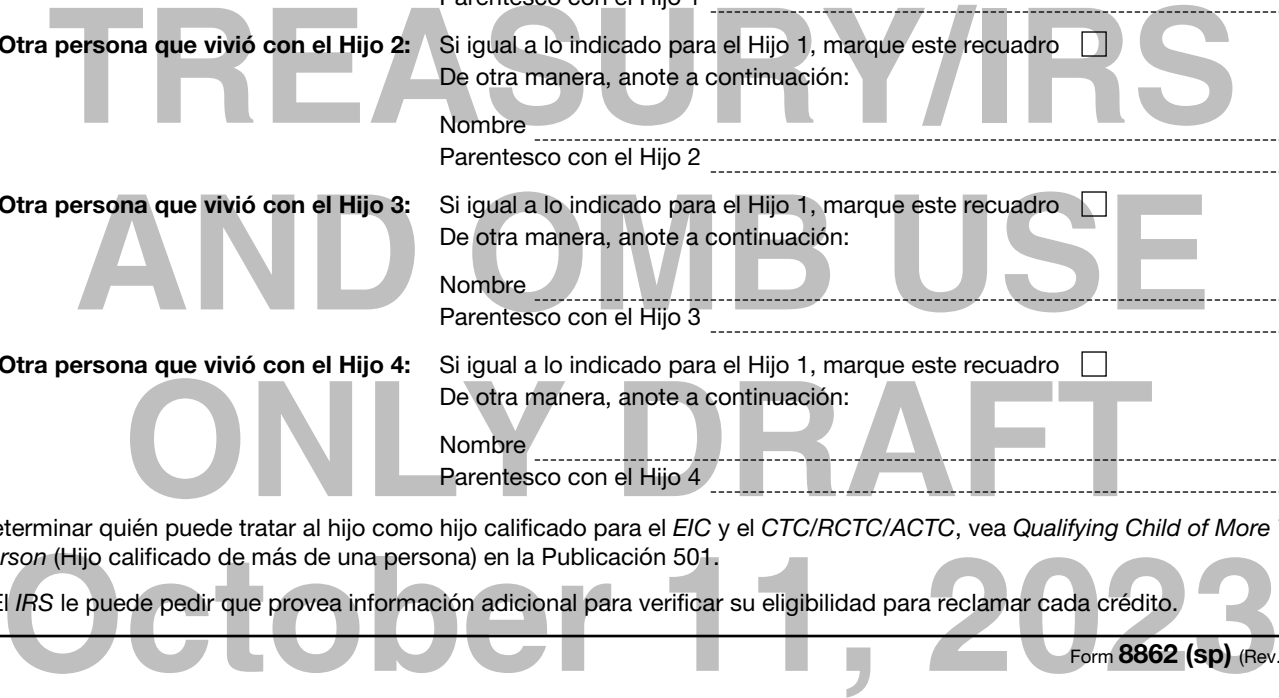 Parentesco con el Hijo 1
Otra persona que vivió con el Hijo 2: Si igual a lo indicado para el Hijo 1, marque este recuadro
De otra manera, anote a continuación:
Nombre
Parentesco con el Hijo 2
Otra persona que vivió con el Hijo 3: Si igual a lo indicado para el Hijo 1, marque este recuadro
De otra manera, anote a continuación:
Nombre
Parentesco con el Hijo 3
Otra persona que vivió con el Hijo 4: Si igual a lo indicado para el Hijo 1, marque este recuadro
De otra manera, anote a continuación:
Nombre
Parentesco con el Hijo 4
eterminar quién puede tratar al hijo como hijo calificado para el EIC y el CTC/RCTC/ACTC, vea Qualifying Child of More
rson (Hijo calificado de más de una persona) en la Publicación 501.
El IRS le puede pedir que provea información adicional para verificar su eligibilidad para reclamar cada crédito.
Form 8862 (sp) (Rev.
TREASURY/IRS
AND OMB USE
ONLY DRAFT
October 11, 2023